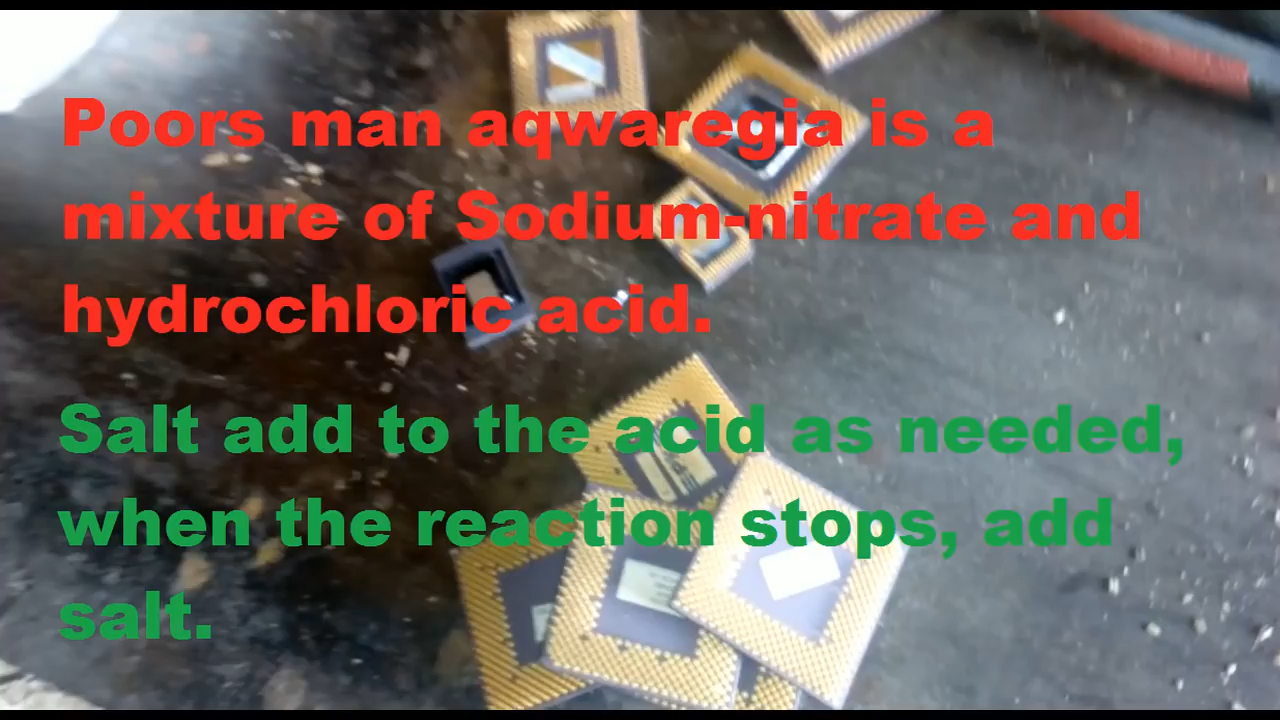 Poors man aqwaregia is a
mixture of Sodium-nitrate and
hydrochloric acid.
Salt add to the acid as needed,
when the reaction stops, add
salt.